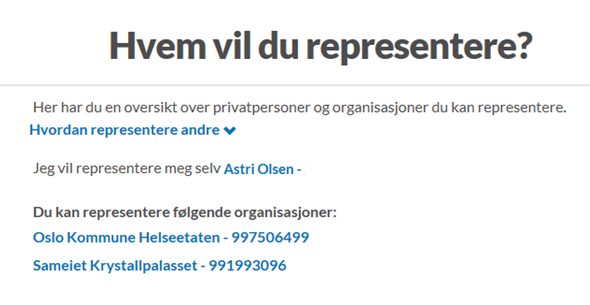 Hvem vil du representere?
Her har du en oversikt over privatpersoner og organisasjoner du kan representere.
Hvordan representere andre
Jeg vil representere meg selv Astri Olsen -
Du kan representere følgende organisasjoner:
Oslo Kommune Helseetaten - 997506499
Sameiet Krystallpalasset - 991993096